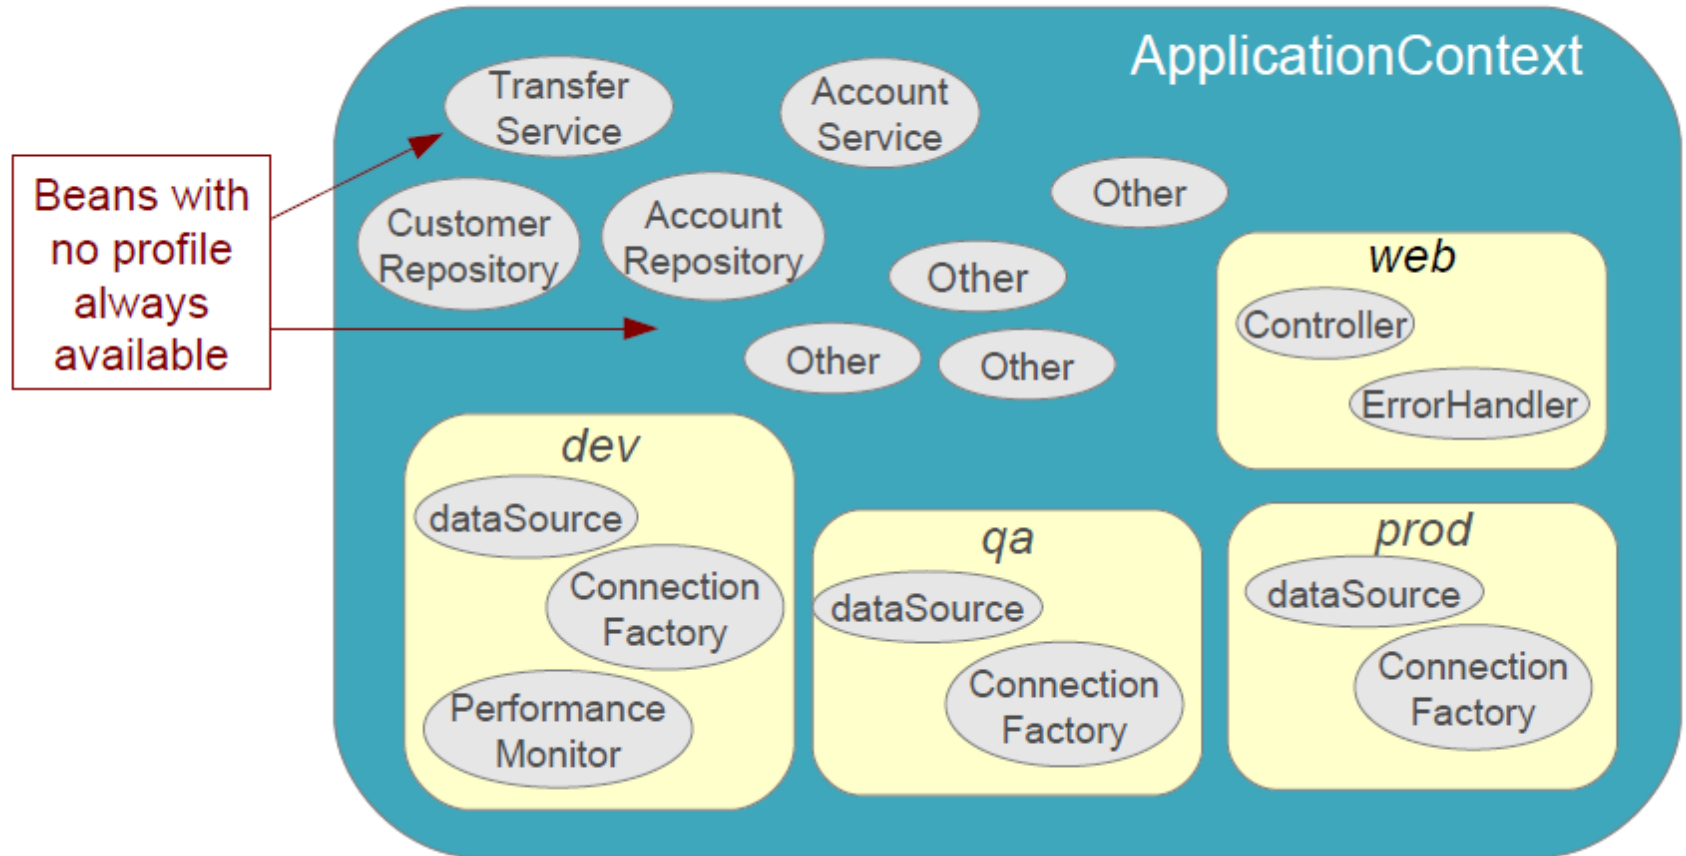 ApplicationContext
Transfer
Service
Account
Service
Beans with
no profile
always
available
Customer
Repository
Account
Repository
Other
Other
Other
Other
web
Controller
ErrorHandler
dev
dataSource
Connection
Factory
Performance
Monitor
qa
dataSource
Connection
Factory
prod
dataSource
Connection
Factory